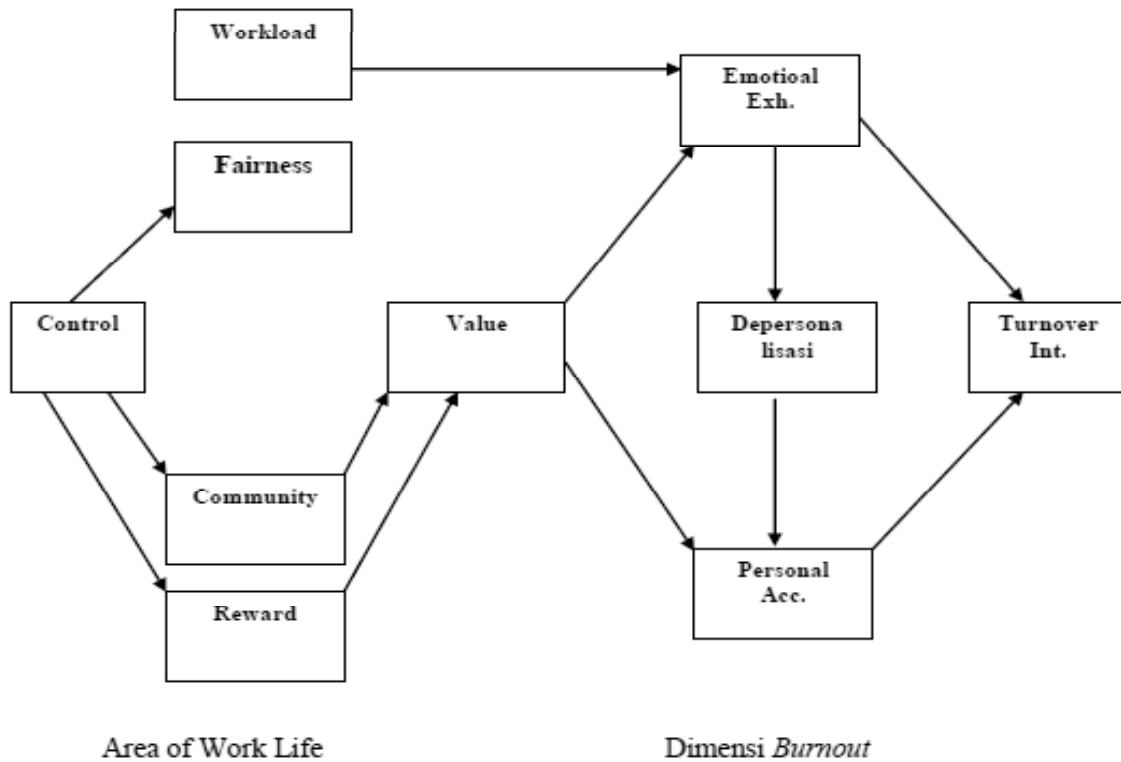 Workload
Emotioal
Exh.
Fairness
Control
Value
Depersona
lisasi
Turnover
Int.
Community
Personal
Acc.
Reward
Area of Work Life
Dimensi Burnout